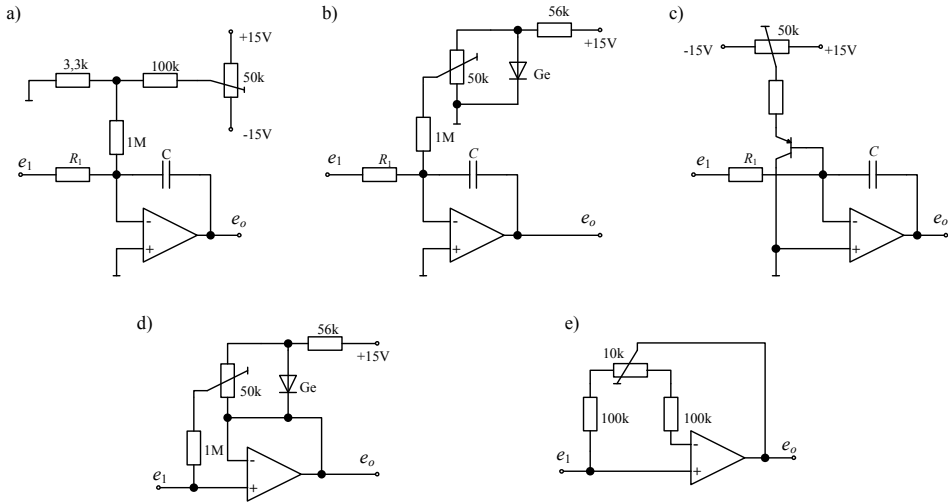 a)
+15V
3,3k
100k
50k
-15V
1M
e1
R1
C
-
+
eo
b)
56k
+15V
50k
Ge
1M
e1
R1
C
-
+
eo
c)
50k
-15V
+15V
e1
R1
C
-
+
eo
d)
56k
+15V
50k
Ge
1M
-
+
e1
eo
e)
10k
100k
100k
-
+
e1
eo